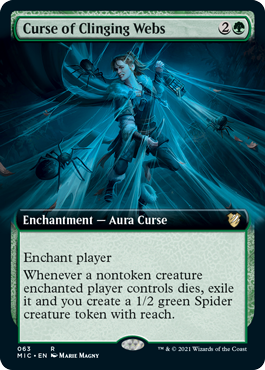 Curse of Clinging Webs 2
Enchantment — Aura Curse
Enchant player
Whenever a nontoken creature
enchanted player controls dies, exile
it and you create a 1/2 green Spider
creature token with reach.
063 R
MIC • EN Marie Magny
™ & © 2021 Wizards of the Coast